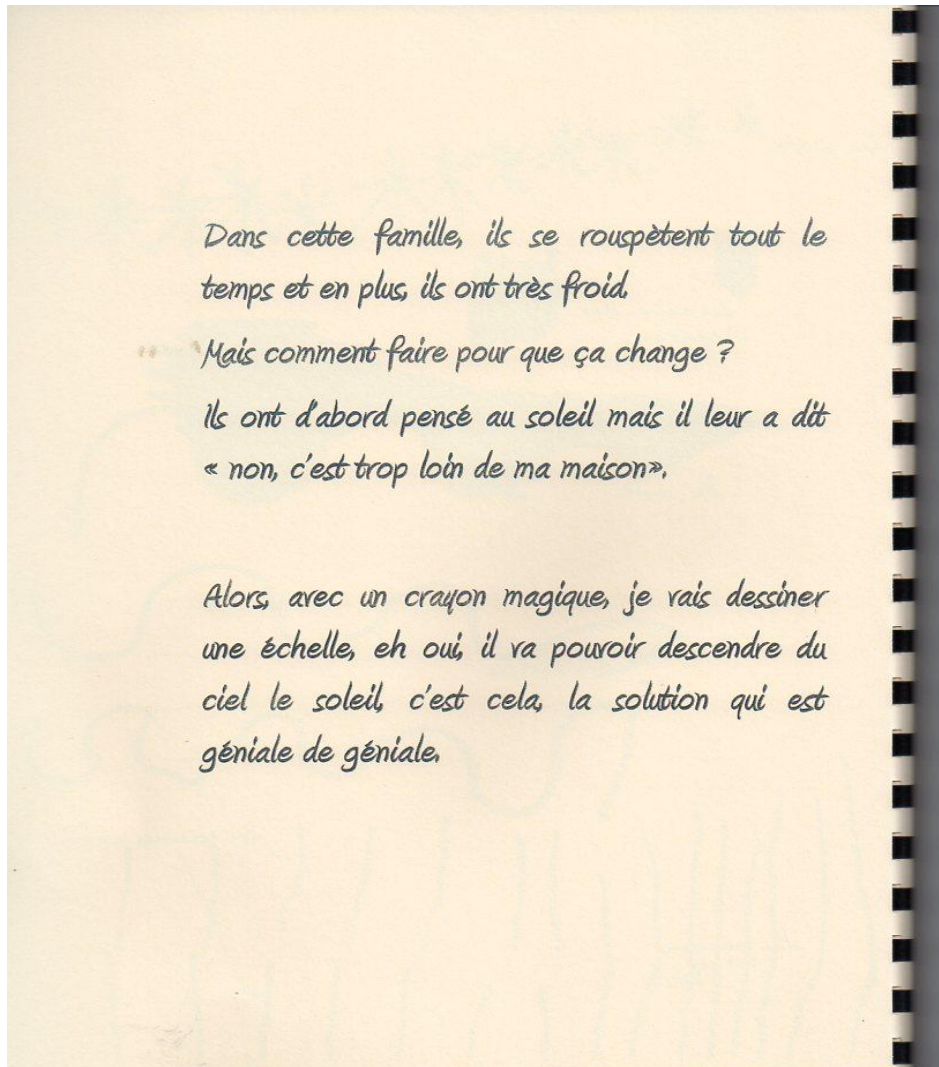 Dans cette famille, ils se rouspètent tout le
temps et en plus, ils ont très froid.
Mais comment faire pour que ça change ?
Ils ont d'abord pensé au soleil mais il leur a dit
« non, c'est trop loin de ma maison».
Alors, avec un crayon magique, je vais dessiner
une échelle, eh oui, il va pouvoir descendre du
ciel le soleil, c'est cela, la solution qui est
géniale de géniale.